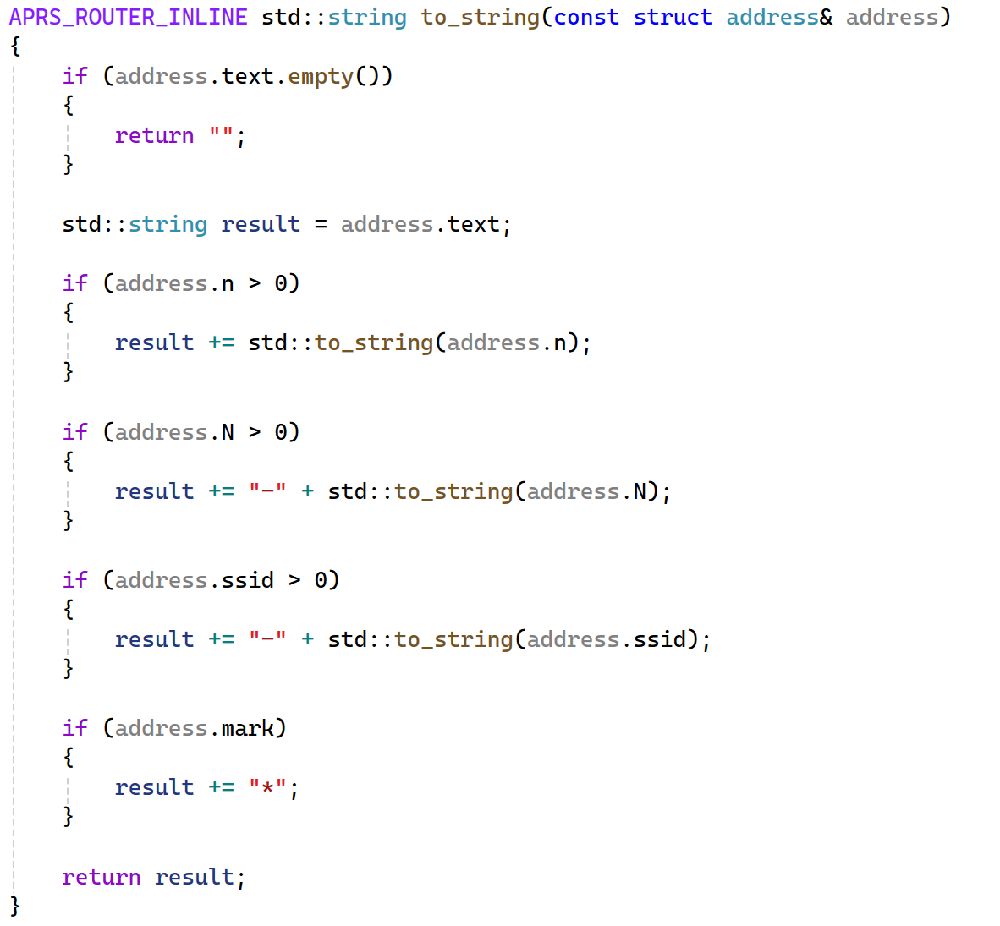 APRS_ROUTER_INLINE std::string to_string(const struct address& address)
{
    if (address.text.empty())
    {
        return "";
    }

    std::string result = address.text;

    if (address.n > 0)
    {
        result += std::to_string(address.n);
    }

    if (address.N > 0)
    {
        result += "-" + std::to_string(address.N);
    }

    if (address.ssid > 0)
    {
        result += "-" + std::to_string(address.ssid);
    }

    if (address.mark)
    {
        result += "*";
    }

    return result;
}